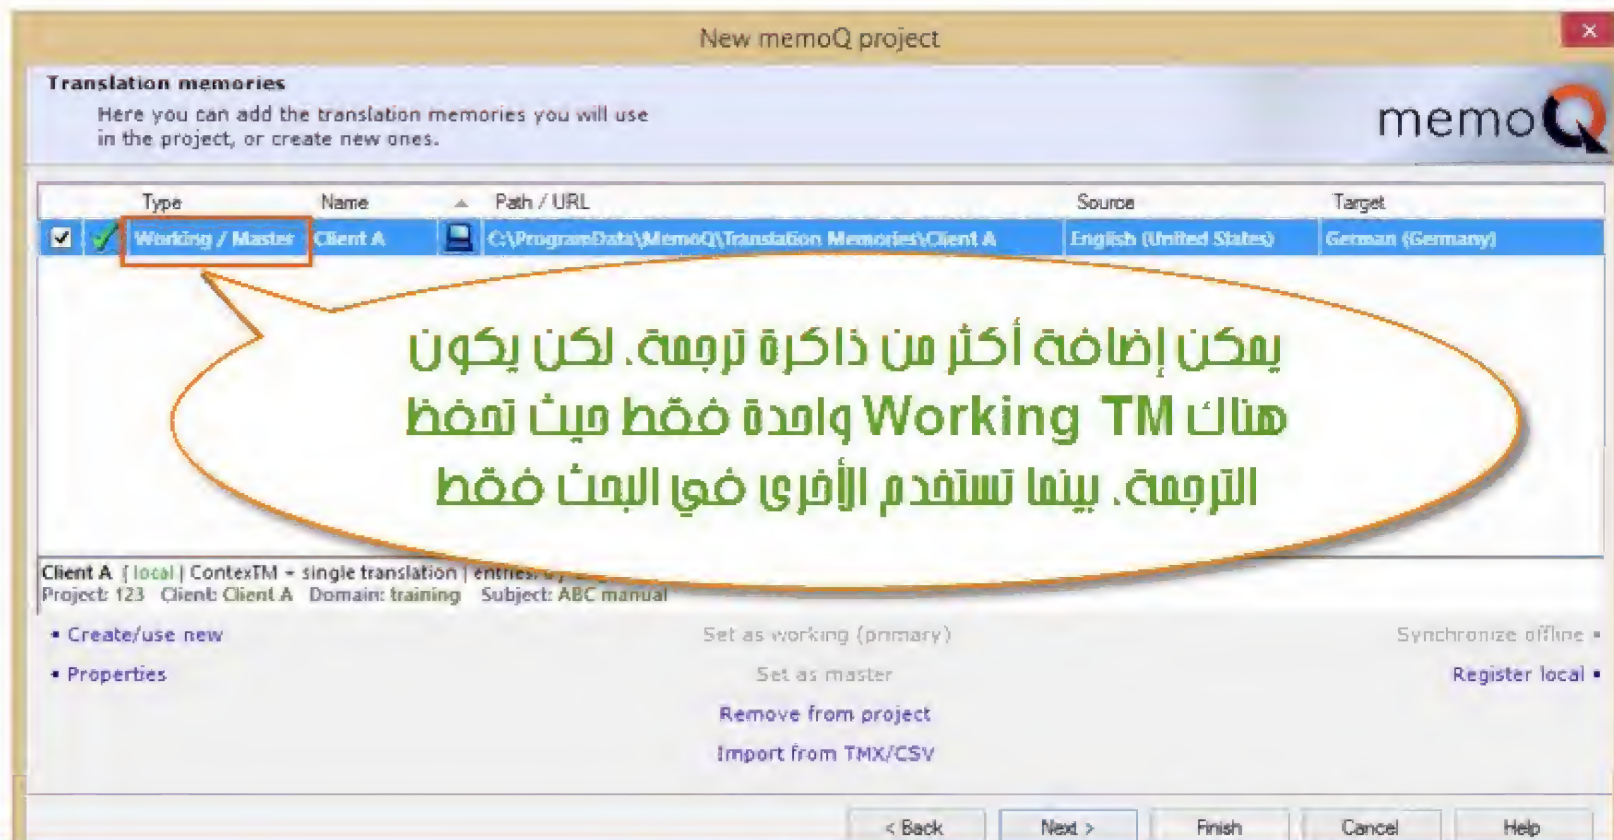 New memoQ project
Translation memories
Here you can add the translation memories you will use
in the project, or create new ones.
memoQ
Type Name Path / URL Source Target
Working / Master Client A C:\ProgramData\MemoQ\Translation Memories\Client A English (United States) German (Germany)
يمكن إضافة أكثر من ذاكرة ترجمة. لكن يكون
هناك Working TM واحدة فقط حيث تحفظ
الترجمة. بينما تستخدم الأخرى في البحث فقط
Client A { local | ContexTM - single translation | entries:
Project: 123 Client: Client A Domain: training Subject: ABC manual
• Create/use new Set as working (primary) Synchronize offline •
• Properties Set as master Register local •
Remove from project
Import from TMX/CSV
< Back Next > Finish Cancel Help